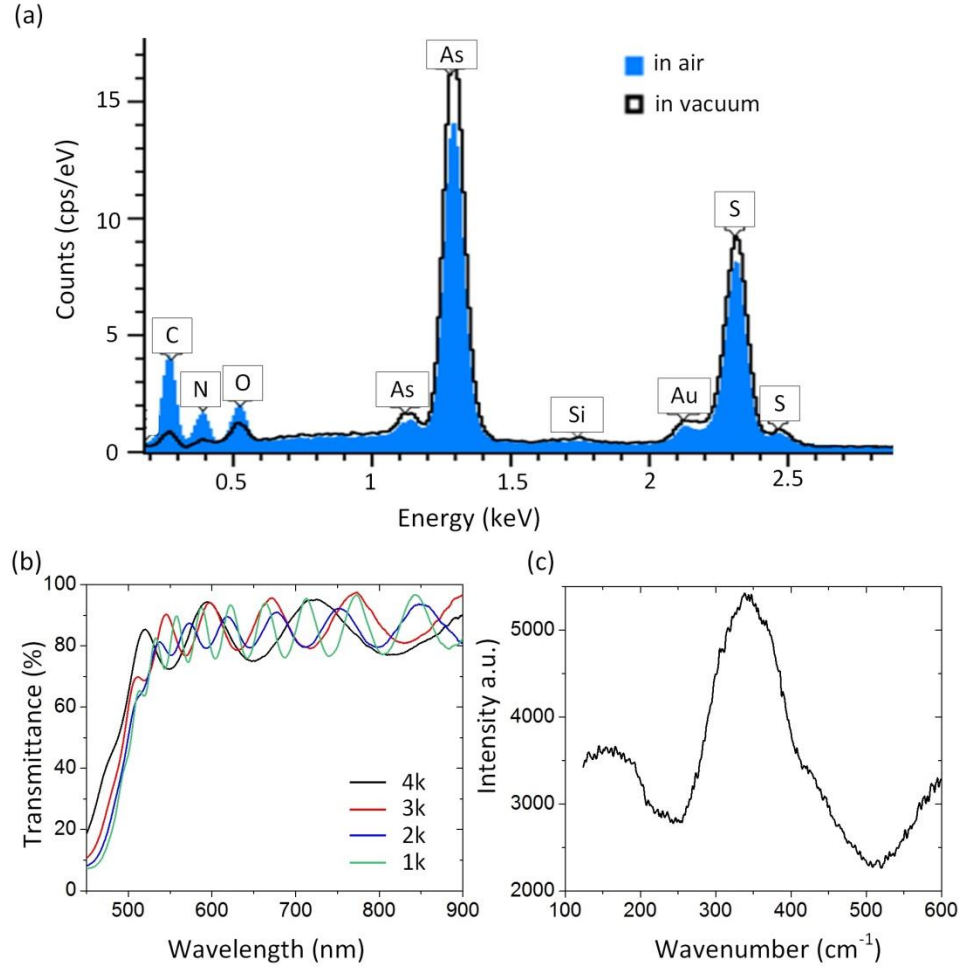 (a)
As
in air
in vacuum
15
S
10
Counts (cps/eV)
C
5
N
O
As
Si
Au
S
0
0.5
1
1.5
2
2.5
Energy (keV)
(b)
(c)
100
80
60
40
20
0
Transmittance (%)
4k
3k
2k
1k
500
600
700
800
900
Wavelength (nm)
5000
4000
3000
2000
Intensity a.u.
100
200
300
400
500
600
Wavenumber (cm⁻¹)